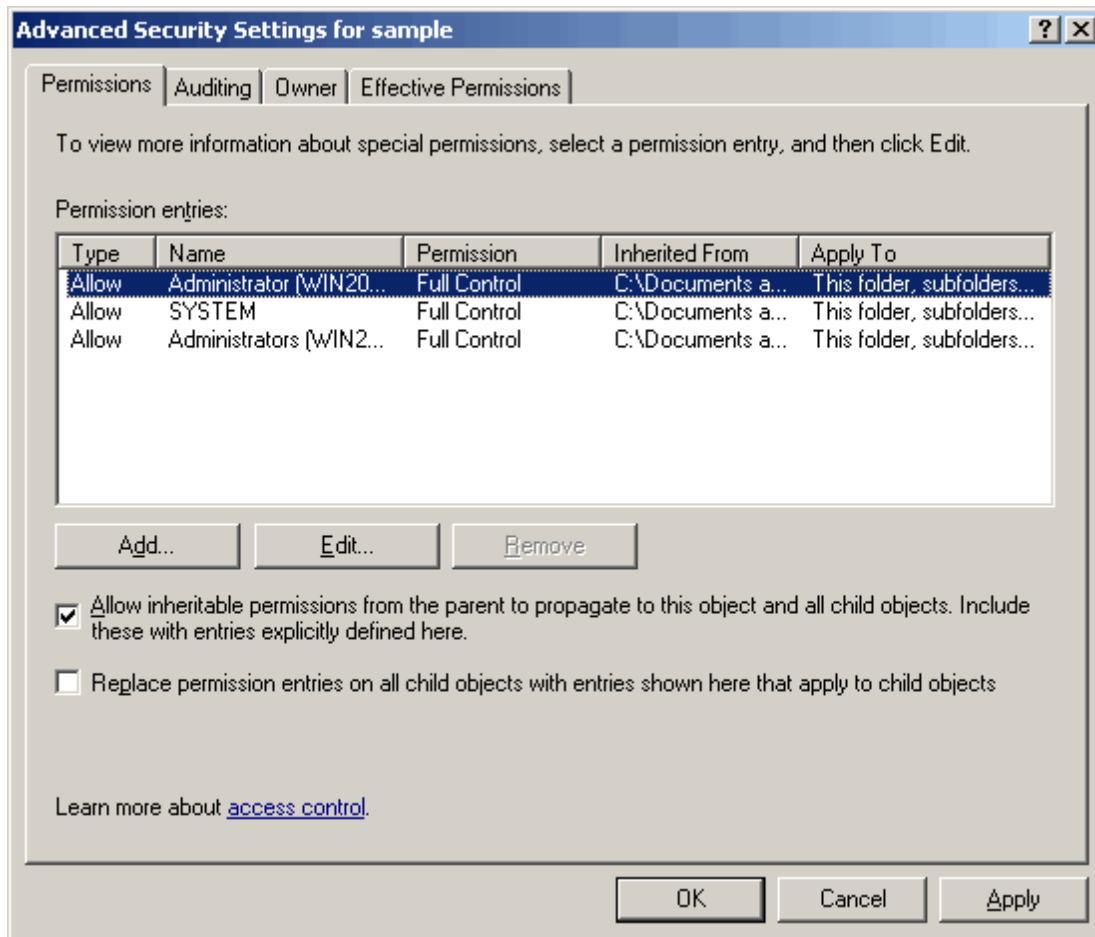 Advanced Security Settings for sample
Permissions Auditing Owner Effective Permissions
To view more information about special permissions, select a permission entry, and then click Edit.
Permission entries:
Type Name Permission Inherited From Apply To
Allow Administrator (WIN20... Full Control C:\Documents a... This folder, subfolders...
Allow SYSTEM Full Control C:\Documents a... This folder, subfolders...
Allow Administrators (WIN2... Full Control C:\Documents a... This folder, subfolders...
Add... Edit... Remove
Allow inheritable permissions from the parent to propagate to this object and all child objects. Include
these with entries explicitly defined here.
Replace permission entries on all child objects with entries shown here that apply to child objects
Learn more about access control.
OK Cancel Apply